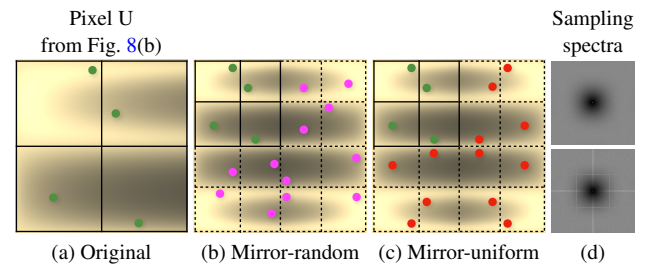 Pixel U
from Fig. 8(b)
Sampling
spectra
(a) Original
(b) Mirror-random
(c) Mirror-uniform
(d)